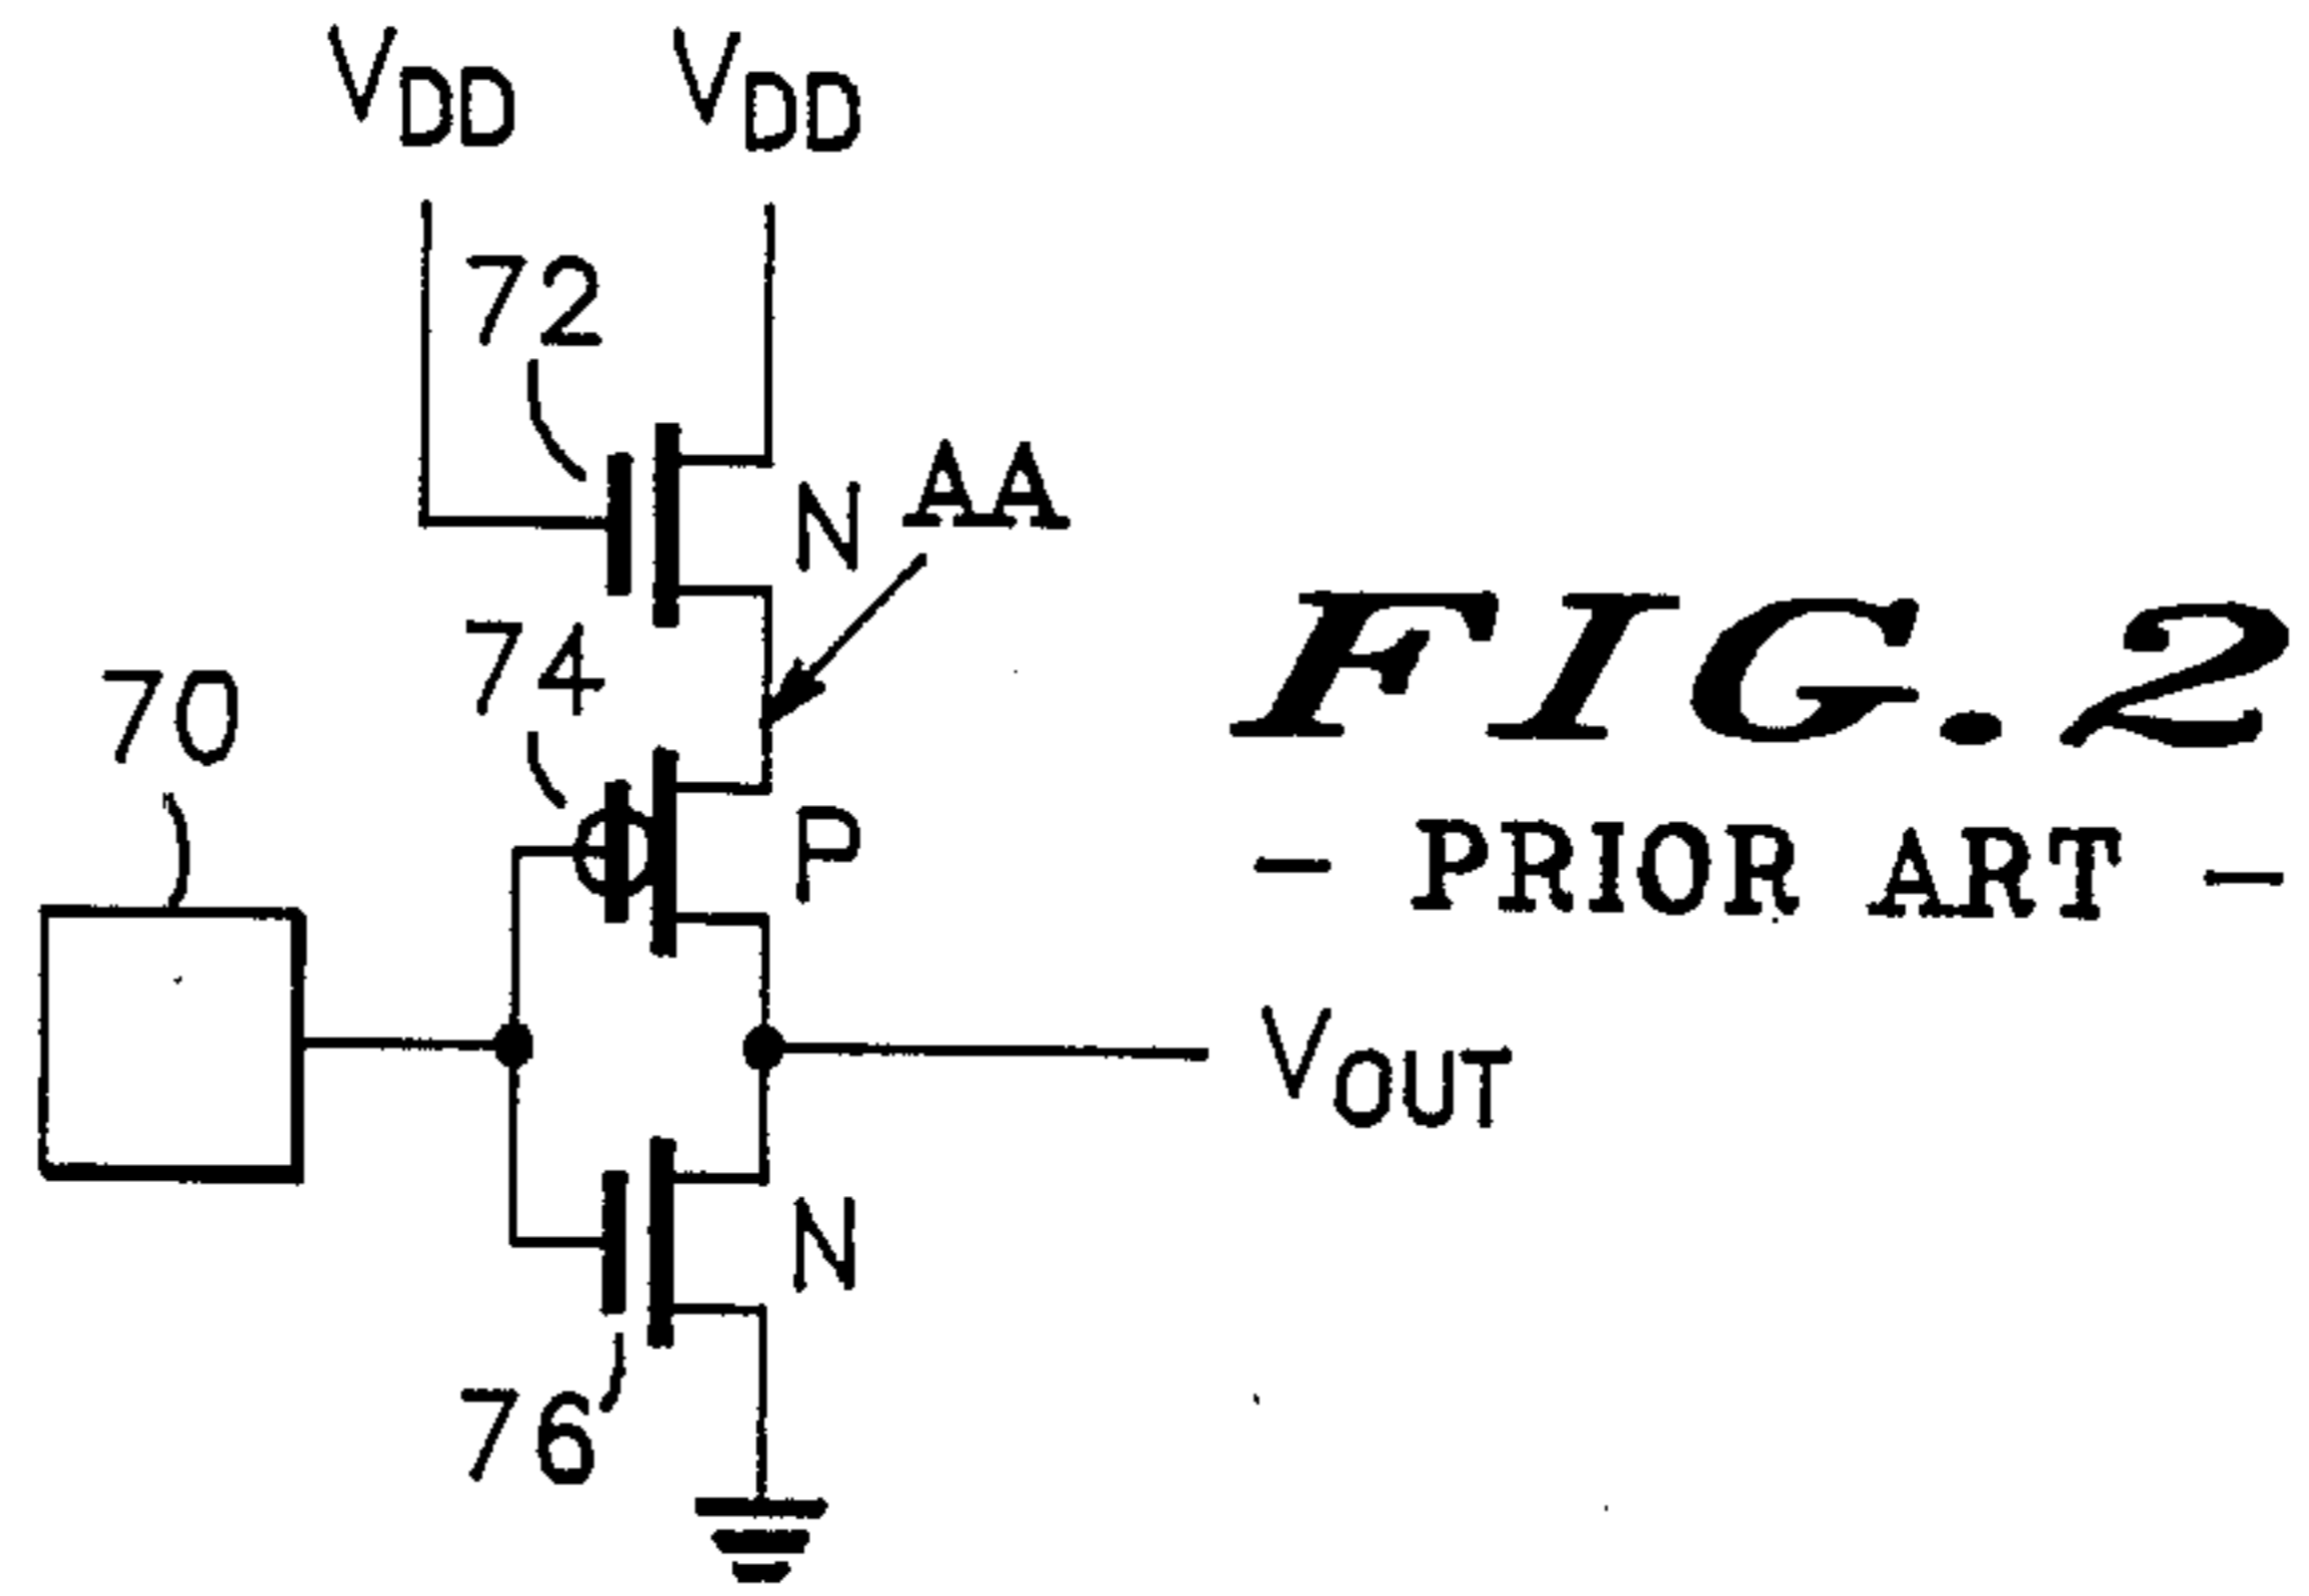 VDD VDD
72
N AA
74
70
P
FIG.2
- PRIOR ART -
VOUT
N
76